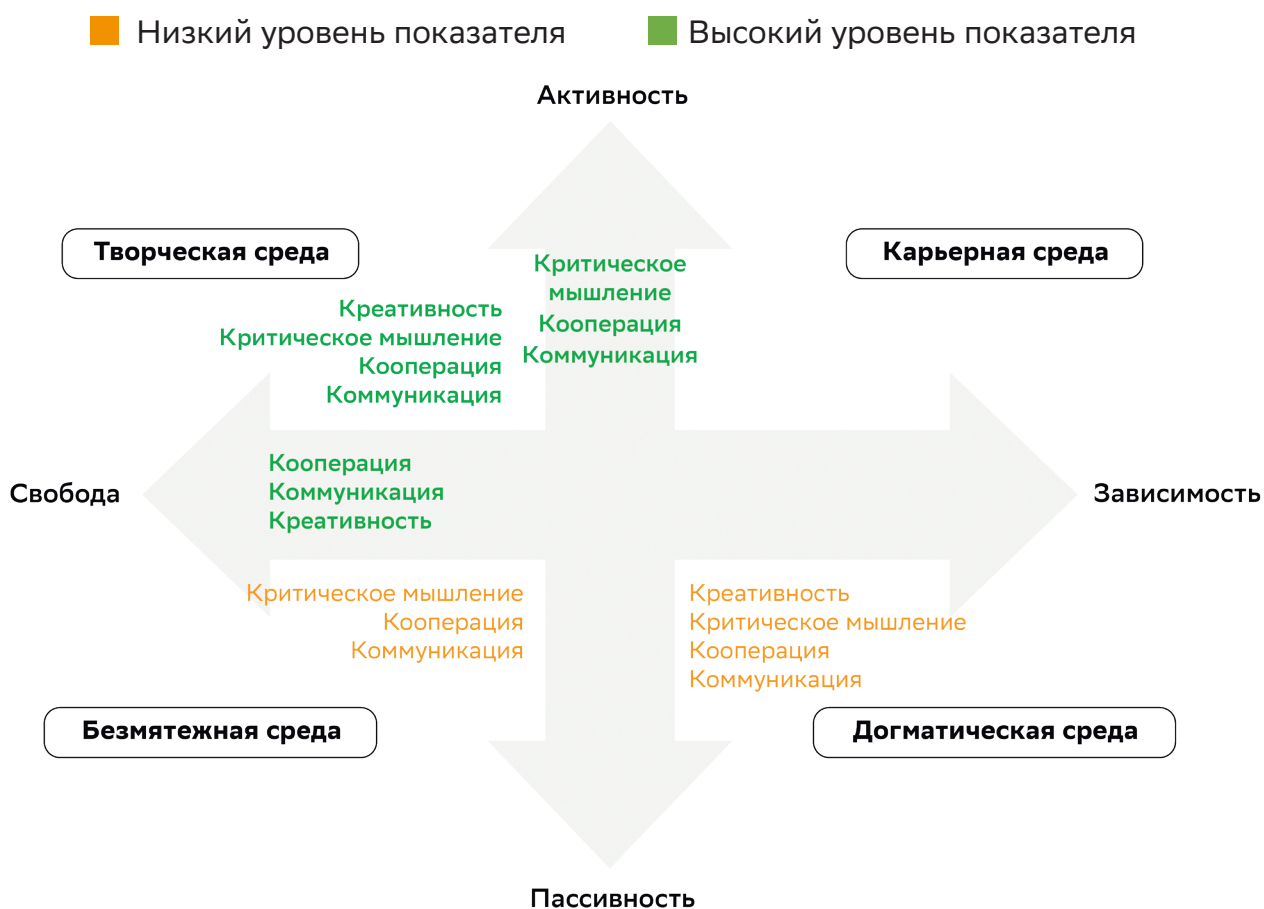 Низкий уровень показателя
Высокий уровень показателя
Активность
Творческая среда
Карьерная среда
Креативность
Критическое мышление
Кооперация
Коммуникация
Критическое
мышление
Кооперация
Коммуникация
Свобода
Кооперация
Коммуникация
Креативность
Зависимость
Критическое мышление
Кооперация
Коммуникация
Креативность
Критическое мышление
Кооперация
Коммуникация
Безмятежная среда
Догматическая среда
Пассивность